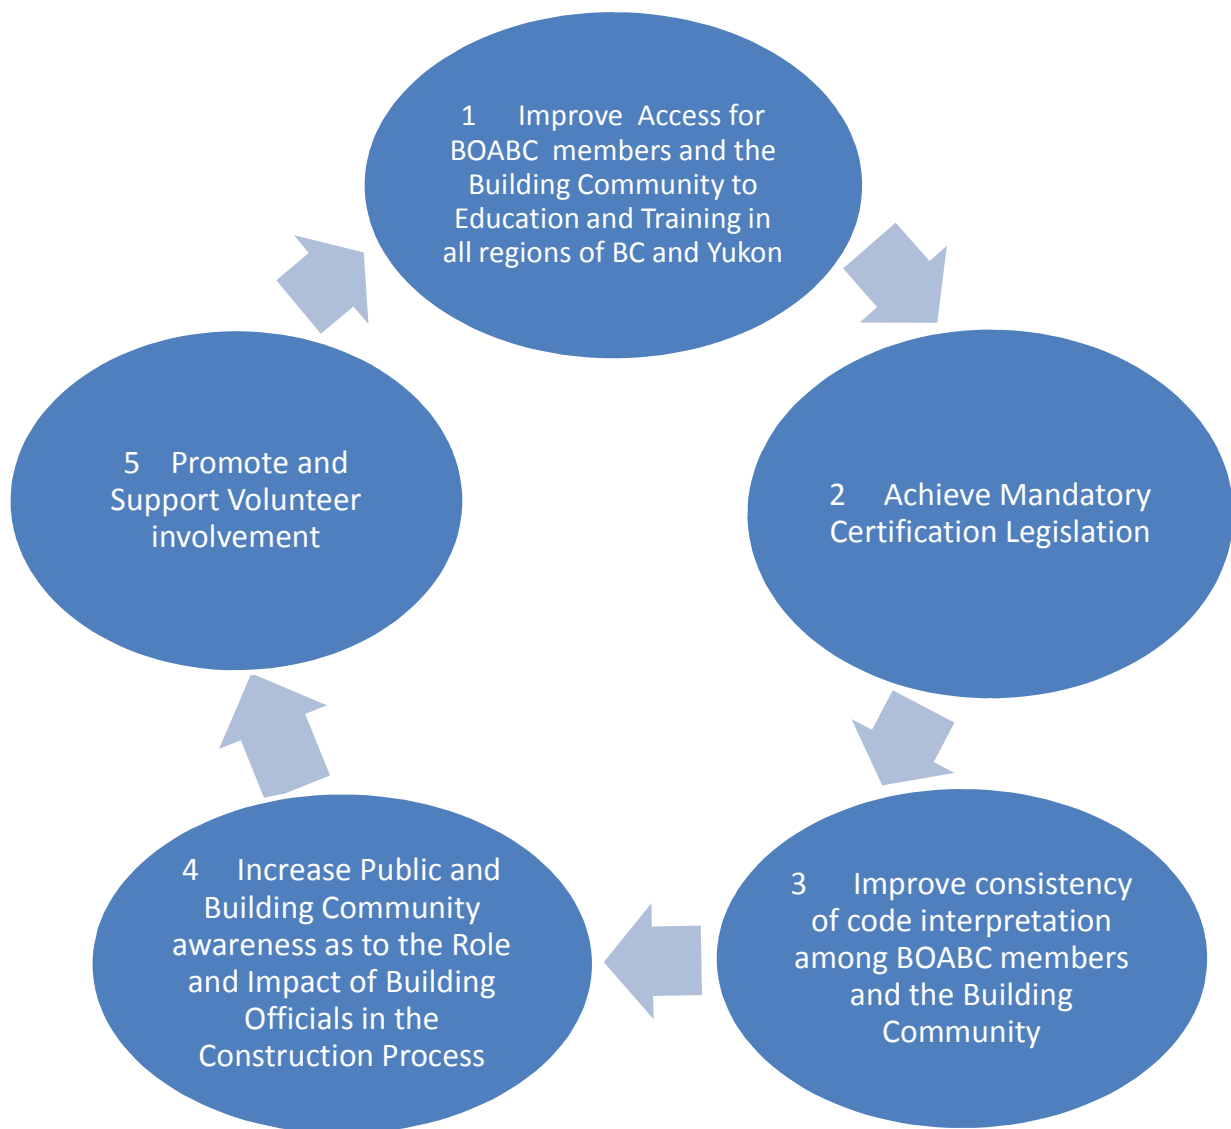 1 Improve Access for
BOABC members and the
Building Community to
Education and Training in
all regions of BC and Yukon
2 Achieve Mandatory
Certification Legislation
3 Improve consistency
of code interpretation
among BOABC members
and the Building
Community
4 Increase Public and
Building Community
awareness as to the Role
and Impact of Building
Officials in the
Construction Process
5 Promote and
Support Volunteer
involvement